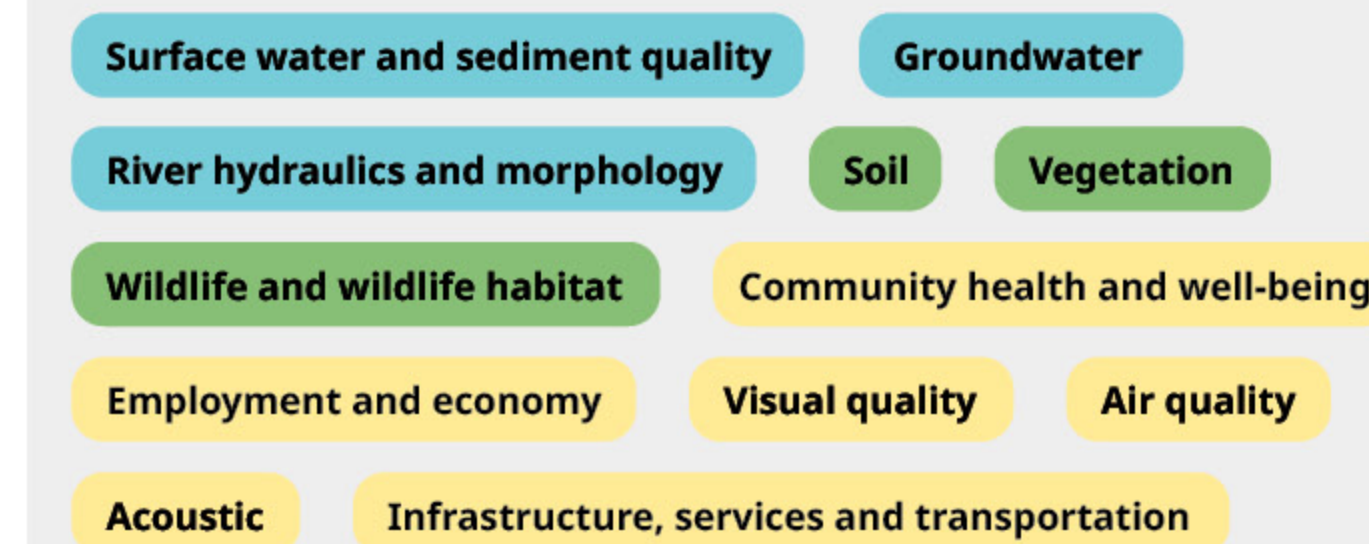 Surface water and sediment quality Groundwater
River hydraulics and morphology Soil Vegetation
Wildlife and wildlife habitat Community health and well-being
Employment and economy Visual quality Air quality
Acoustic Infrastructure, services and transportation